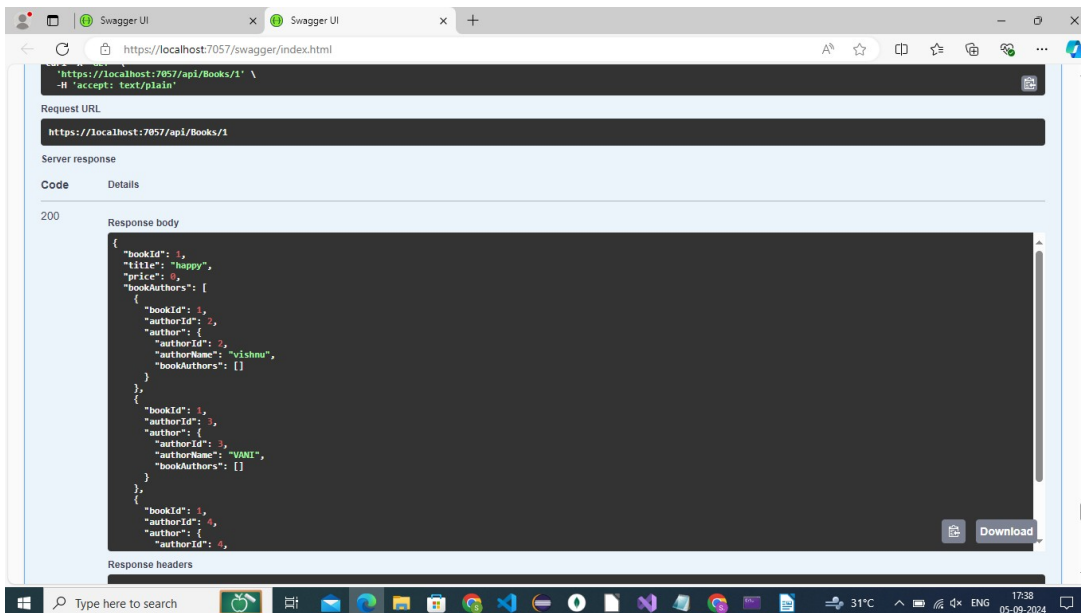 Swagger UI
Swagger UI
https://localhost:7057/swagger/index.html
'https://localhost:7057/api/Books/1' \
-H 'accept: text/plain'
Request URL
https://localhost:7057/api/Books/1
Server response
Code Details
200
Response body
{
"bookId": 1,
"title": "happy",
"price": 0,
"bookAuthors": [
{
"bookId": 1,
"authorId": 2,
"author": {
"authorId": 2,
"authorName": "vishnu",
"bookAuthors": []
}
},
{
"bookId": 1,
"authorId": 3,
"author": {
"authorId": 3,
"authorName": "VANI",
"bookAuthors": []
}
},
{
"bookId": 1,
"authorId": 4,
"author": {
"authorId": 4,
Download
Response headers
Type here to search
31°C
ENG
17:38
05-09-2024